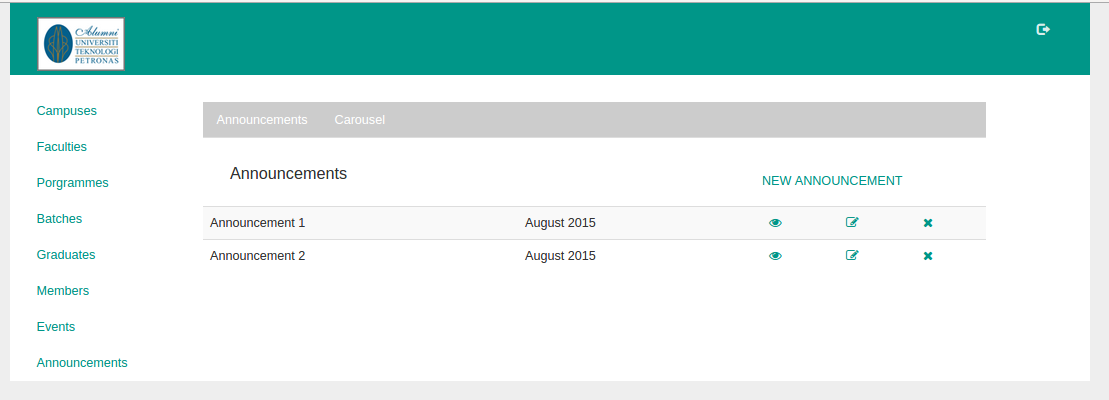 Alumni
UNIVERSITI
TEKNOLOGI
PETRONAS
Campuses
Faculties
Porgrammes
Batches
Graduates
Members
Events
Announcements
Announcements Carousel
Announcements
NEW ANNOUNCEMENT
Announcement 1 August 2015
Announcement 2 August 2015